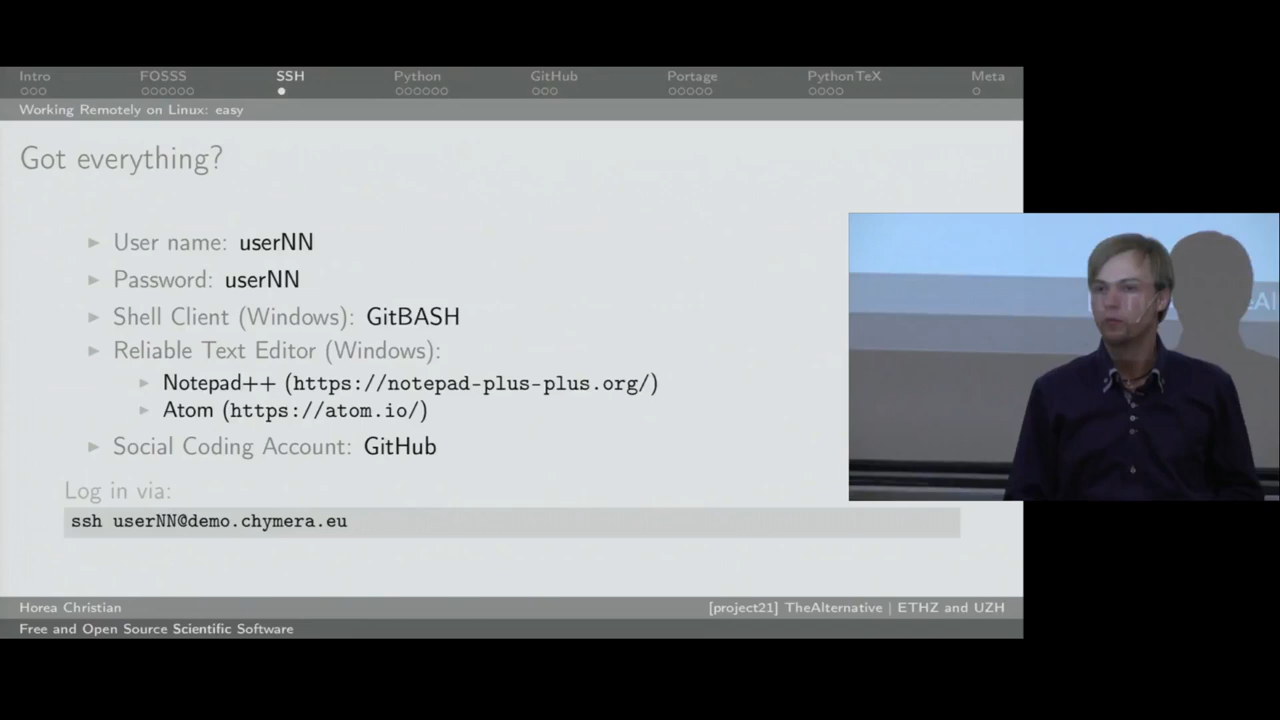 Intro FOSSS SSH Python GitHub Portage PythonTeX Meta
Working Remotely on Linux: easy
Got everything?
User name: userNN
Password: userNN
Shell Client (Windows): GitBASH
Reliable Text Editor (Windows):
Notepad++ (https://notepad-plus-plus.org/)
Atom (https://atom.io/)
Social Coding Account: GitHub
Log in via:
ssh userNN@demo.chymera.eu
Horea Christian [project21] TheAlternative | ETHZ and UZH
Free and Open Source Scientific Software